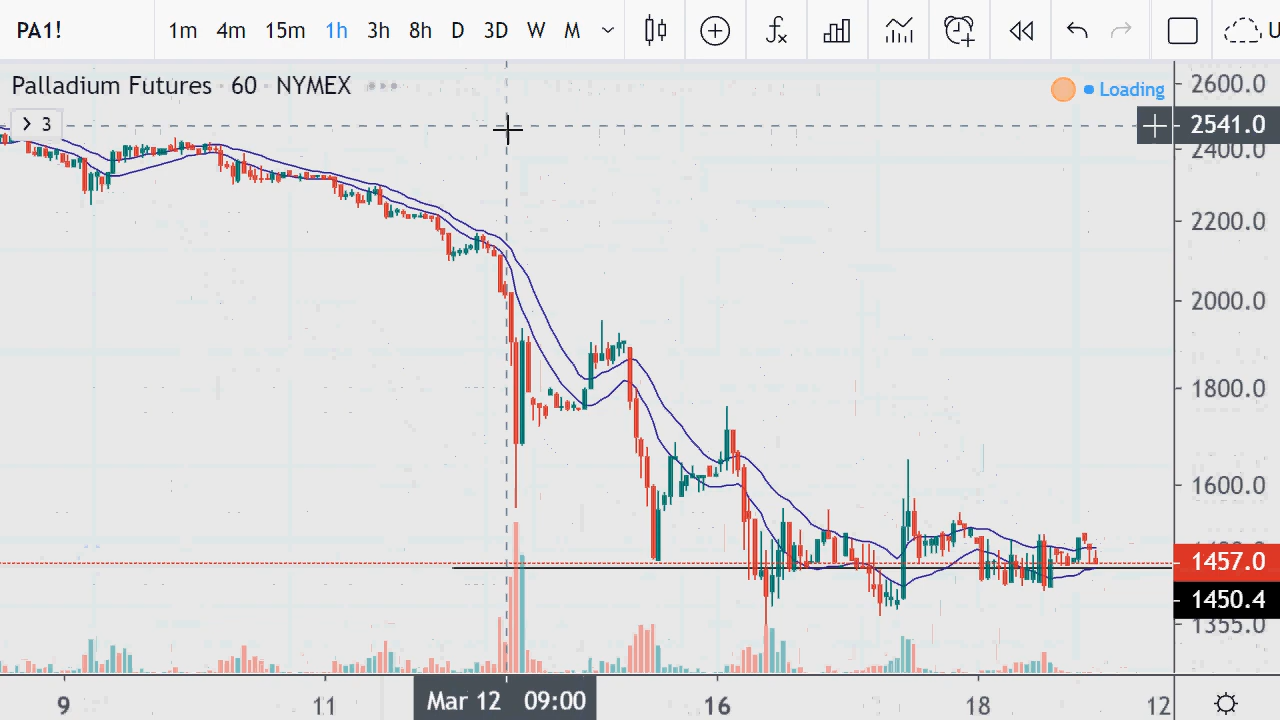 PA1! 1m 4m 15m 1h 3h 8h D 3D W M U
Palladium Futures · 60 · NYMEX
Loading
3
2600.0
2541.0
2400.0
2200.0
2000.0
1800.0
1600.0
1457.0
1450.4
1355.0
9 11 Mar 12 09:00 16 18 12